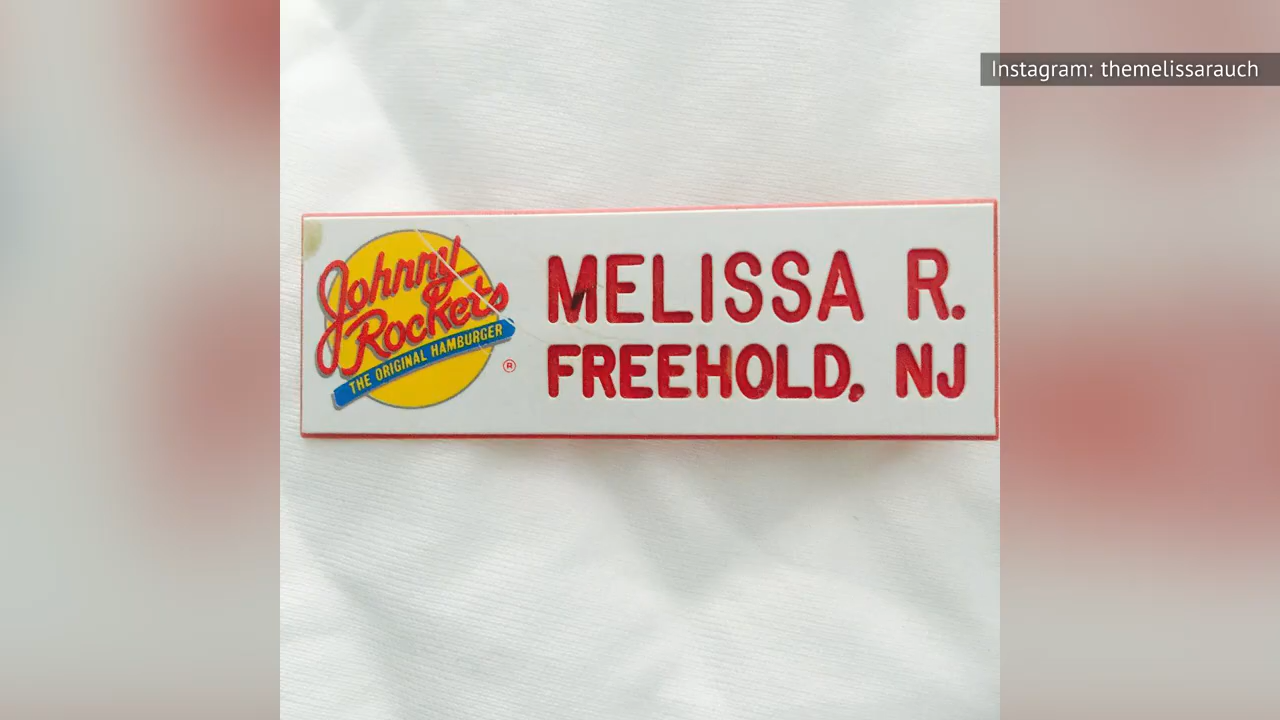 Instagram: themelissarauch
Johnny
Rockets
THE ORIGINAL HAMBURGER
®
MELISSA R.
FREEHOLD, NJ